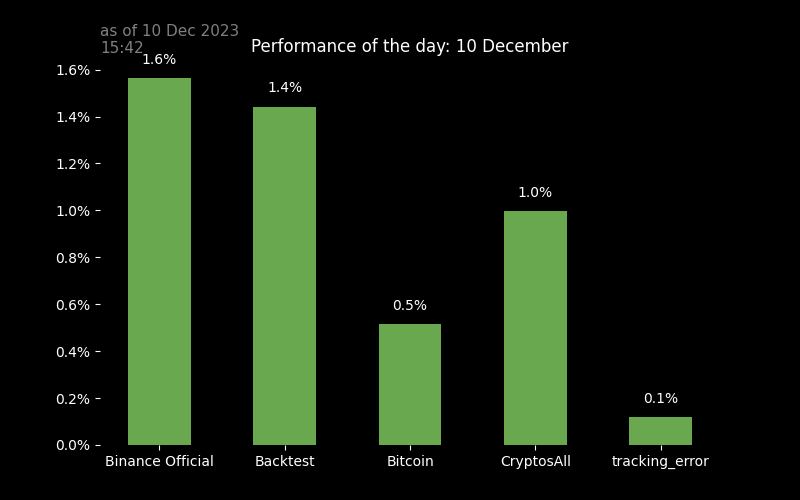 as of 10 Dec 2023
15:42
Performance of the day: 10 December
1.6%
1.4%
1.2%
1.0%
0.8%
0.6%
0.4%
0.2%
0.0%
1.6%
1.4%
0.5%
1.0%
0.1%
Binance Official
Backtest
Bitcoin
CryptosAll
tracking_error